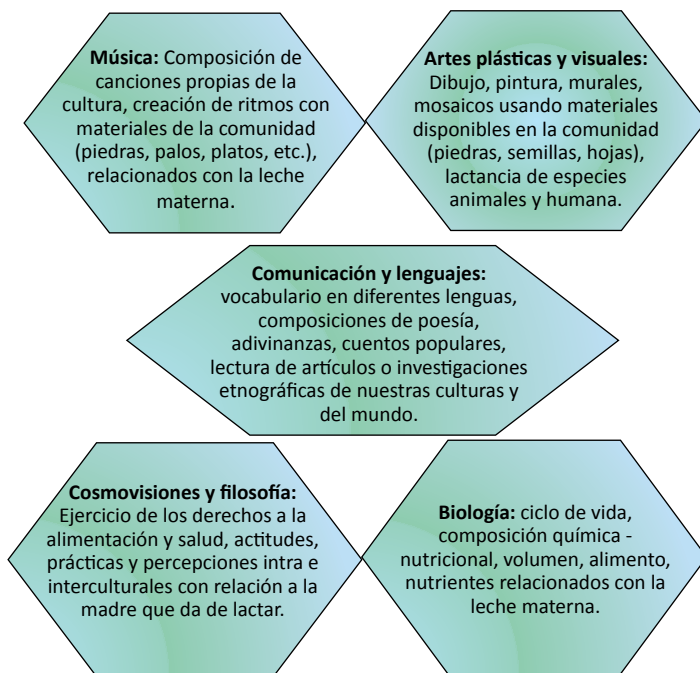 Música: Composición de
canciones propias de la
cultura, creación de ritmos con
materiales de la comunidad
(piedras, palos, platos, etc.),
relacionados con la leche
materna.
Artes plásticas y visuales:
Dibujo, pintura, murales,
mosaicos usando materiales
disponibles en la comunidad
(piedras, semillas, hojas),
lactancia de especies
animales y humana.
Comunicación y lenguajes:
vocabulario en diferentes lenguas,
composiciones de poesía,
adivinanzas, cuentos populares,
lectura de artículos o investigaciones
etnográficas de nuestras culturas y
del mundo.
Cosmovisiones y filosofía:
Ejercicio de los derechos a la
alimentación y salud, actitudes,
prácticas y percepciones intra e
interculturales con relación a la
madre que da de lactar.
Biología: ciclo de vida,
composición química -
nutricional, volumen, alimento,
nutrientes relacionados con la
leche materna.